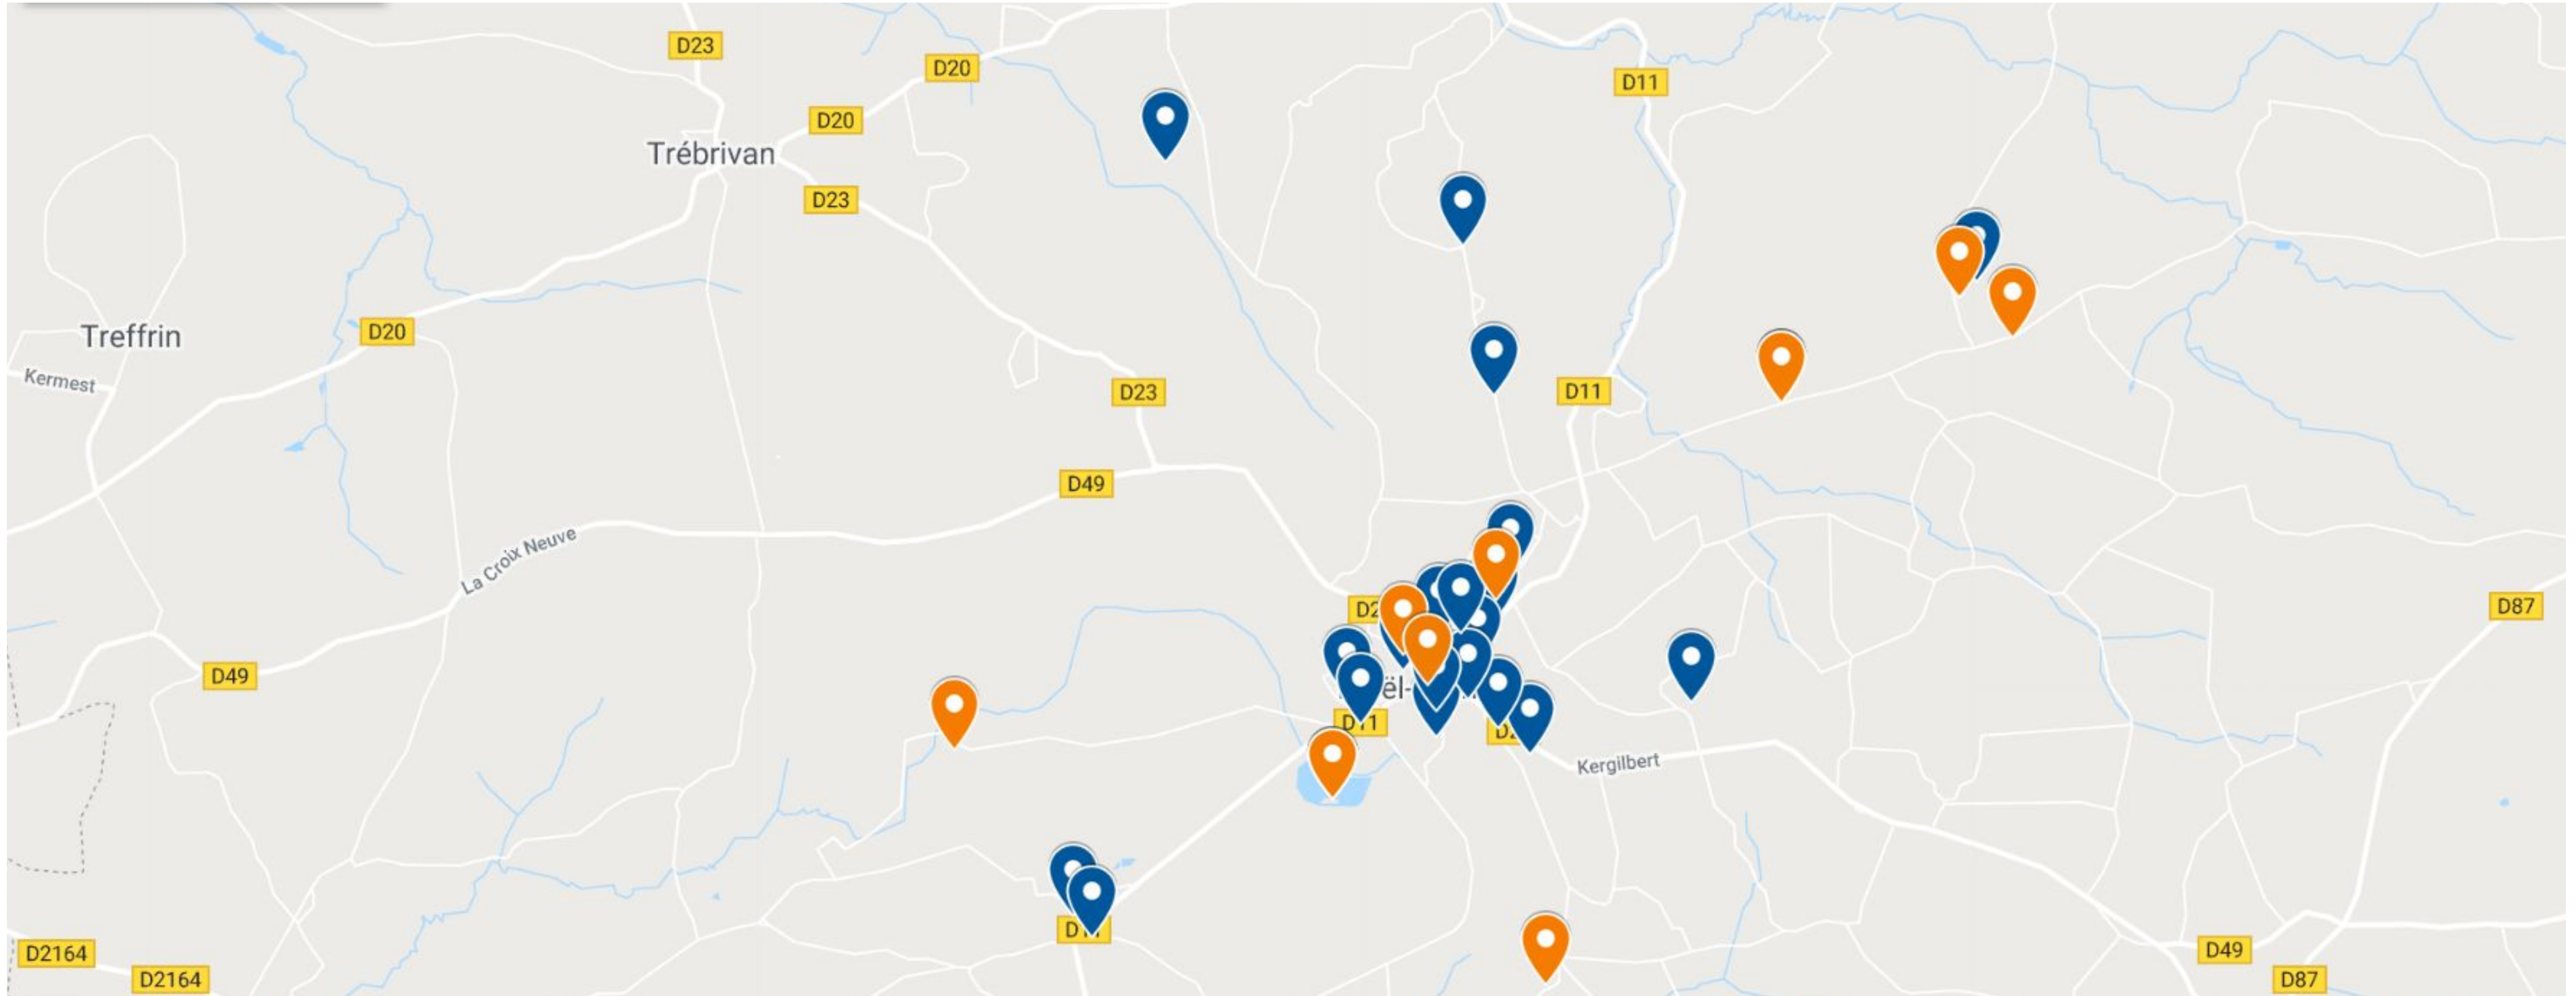 D23
D20
D11
D20
Trébrivan
D23
Treffrin
D20
Kermest
D23
D11
D49
La Croix Neuve
D87
D49
ël-
D11
Kergilbert
D2164
D49
D2164
D87